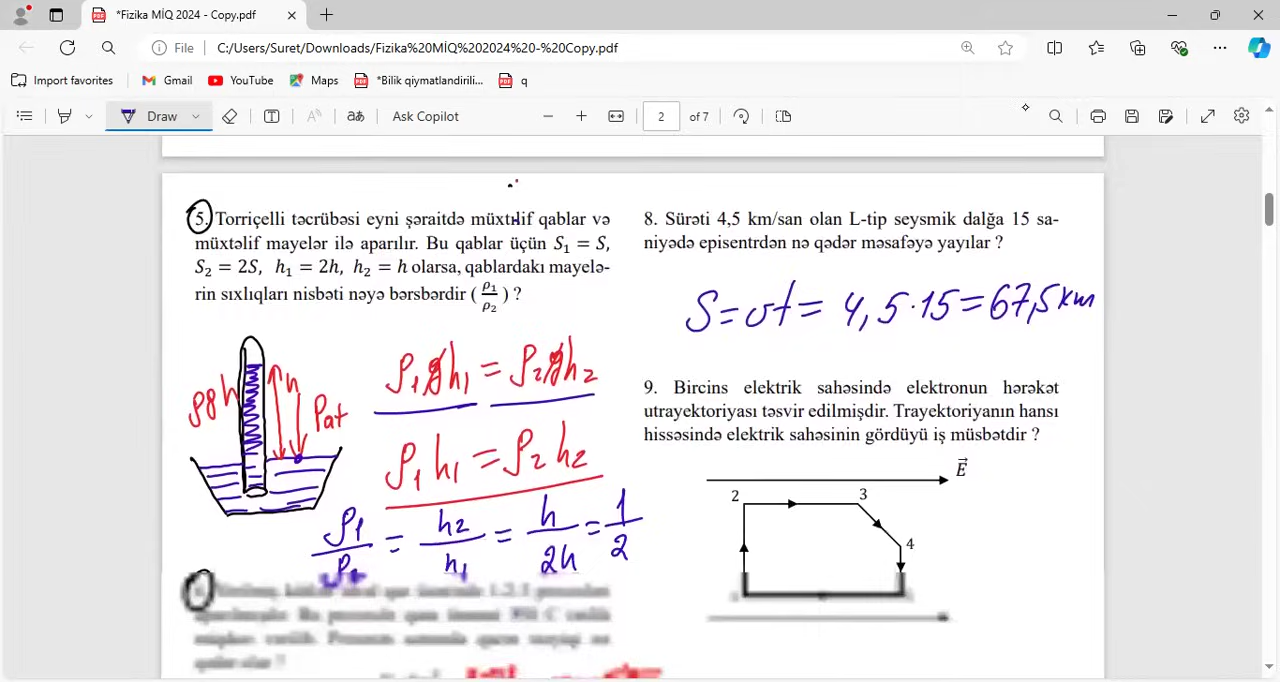 *Fizika MİQ 2024 - Copy.pdf
File C:/Users/Suret/Downloads/Fizika%20MİQ%202024%20-%20Copy.pdf
Import favorites Gmail YouTube Maps *Bilik qiymatlandirili... q
Draw Ask Copilot 2 of 7
5. Torriçelli təcrübəsi eyni şəraitdə müxtəlif qablar və
müxtəlif mayelər ilə aparılır. Bu qablar üçün S₁ = S,
S₂ = 2S, h₁ = 2h, h₂ = h olarsa, qablardakı mayelə-
rin sıxlıqları nisbəti nəyə bərsbərdir (ρ₁/ρ₂) ?
ρgh h Pat
ρ₁gh₁ = ρ₂gh₂
ρ₁h₁ = ρ₂h₂
ρ₁/ρ₂ = h₂/h₁ = h/2h = 1/2
8. Sürəti 4,5 km/san olan L-tip seysmik dalğa 15 sa-
niyədə episentrdən nə qədər məsafəyə yayılar ?
S = υt = 4,5·15 = 67,5 km
9. Bircins elektrik sahəsində elektronun hərəkət
utrayektoriyası təsvir edilmişdir. Trayektoriyanın hansı
hissəsində elektrik sahəsinin gördüyü iş müsbətdir ?
E
2 3
4